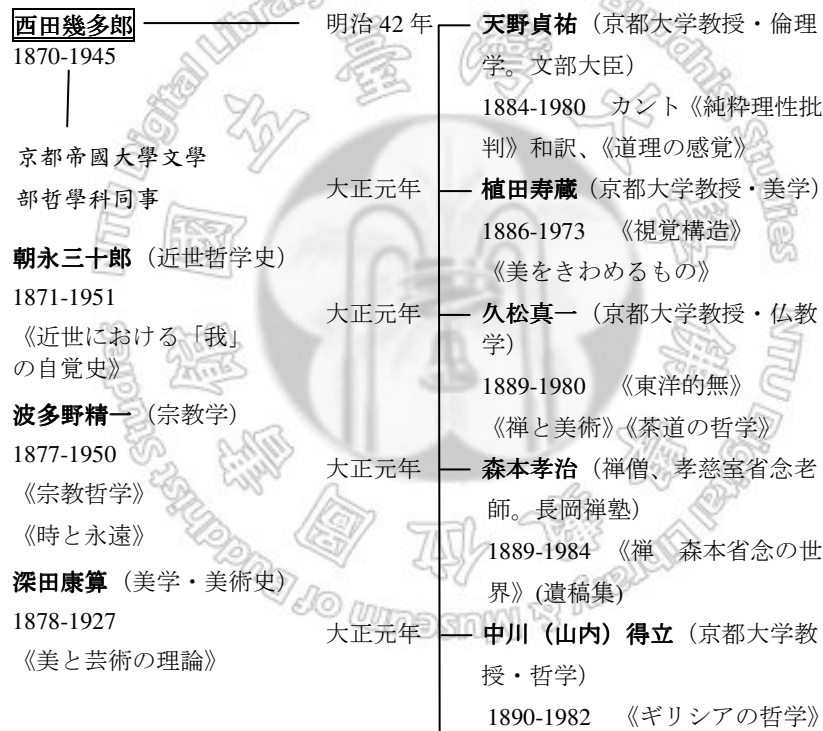 西田幾多郎
1870-1945
京都帝國大學文學
部哲學科同事
朝永三十郎（近世哲学史）
1871-1951
《近世における「我」
の自覚史》
波多野精一（宗教学）
1877-1950
《宗教哲学》
《時と永遠》
深田康算（美学・美術史）
1878-1927
《美と芸術の理論》
明治 42 年
天野貞祐（京都大学教授・倫理
学。文部大臣）
1884-1980　カント《純粋理性批
判》和訳、《道理の感覚》
大正元年
植田寿蔵（京都大学教授・美学）
1886-1973　《視覚構造》
《美をきわめるもの》
大正元年
久松真一（京都大学教授・仏教
学）
1889-1980　《東洋的無》
《禅と美術》《茶道の哲学》
大正元年
森本孝治（禅僧、孝慈室省念老
師。長岡禅塾）
1889-1984　《禅　森本省念の世
界》(遺稿集)
大正元年
中川（山内）得立（京都大学教
授・哲学）
1890-1982　《ギリシアの哲学》